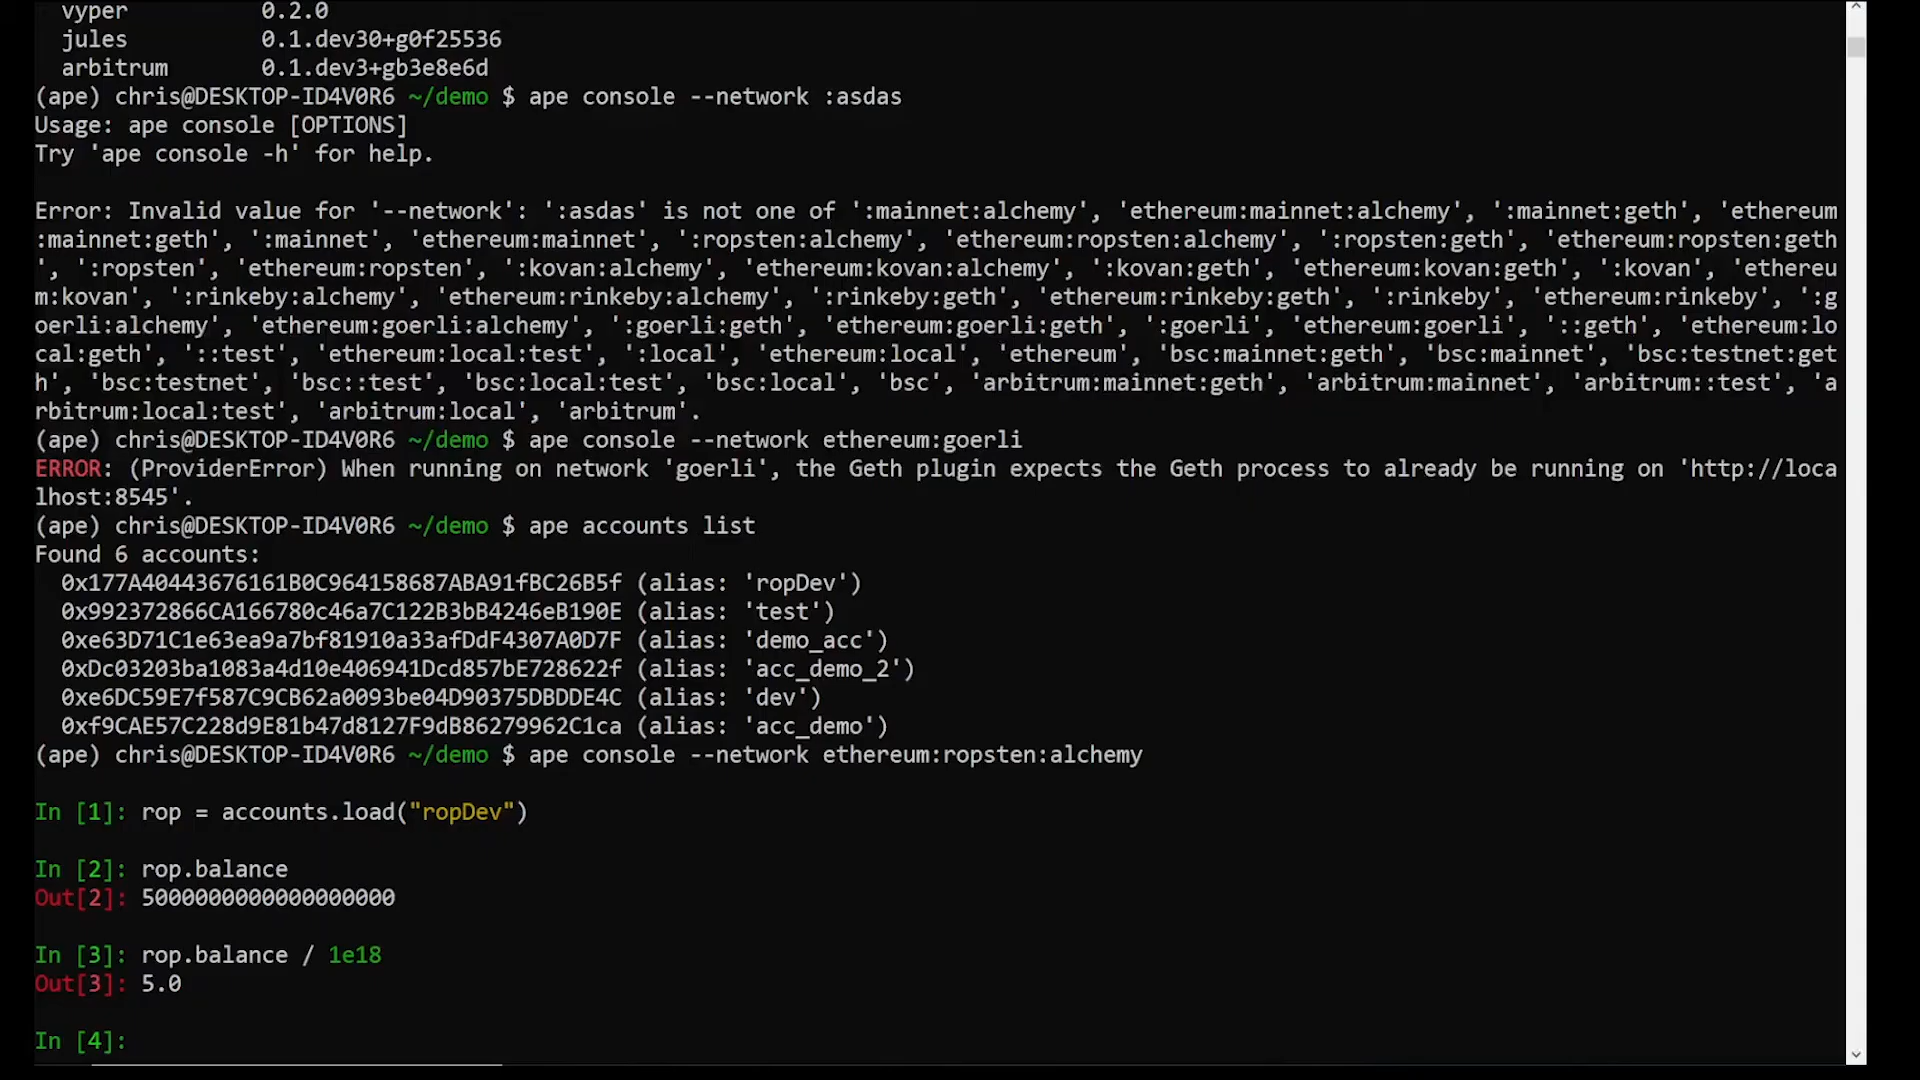 vyper 0.2.0
jules 0.1.dev30+g0f25536
arbitrum 0.1.dev3+gb3e8e6d
(ape) chris@DESKTOP-ID4V0R6 ~/demo $ ape console --network :asdas
Usage: ape console [OPTIONS]
Try 'ape console -h' for help.
Error: Invalid value for '--network': ':asdas' is not one of ':mainnet:alchemy', 'ethereum:mainnet:alchemy', ':mainnet:geth', 'ethereum
:mainnet:geth', ':mainnet', 'ethereum:mainnet', ':ropsten:alchemy', 'ethereum:ropsten:alchemy', ':ropsten:geth', 'ethereum:ropsten:geth
', ':ropsten', 'ethereum:ropsten', ':kovan:alchemy', 'ethereum:kovan:alchemy', ':kovan:geth', 'ethereum:kovan:geth', ':kovan', 'ethereu
m:kovan', ':rinkeby:alchemy', 'ethereum:rinkeby:alchemy', ':rinkeby:geth', 'ethereum:rinkeby:geth', ':rinkeby', 'ethereum:rinkeby', ':g
oerli:alchemy', 'ethereum:goerli:alchemy', ':goerli:geth', 'ethereum:goerli:geth', ':goerli', 'ethereum:goerli', '::geth', 'ethereum:lo
cal:geth', '::test', 'ethereum:local:test', ':local', 'ethereum:local', 'ethereum', 'bsc:mainnet:geth', 'bsc:mainnet', 'bsc:testnet:get
h', 'bsc:testnet', 'bsc::test', 'bsc:local:test', 'bsc:local', 'bsc', 'arbitrum:mainnet:geth', 'arbitrum:mainnet', 'arbitrum::test', 'a
rbitrum:local:test', 'arbitrum:local', 'arbitrum'.
(ape) chris@DESKTOP-ID4V0R6 ~/demo $ ape console --network ethereum:goerli
ERROR: (ProviderError) When running on network 'goerli', the Geth plugin expects the Geth process to already be running on 'http://loca
lhost:8545'.
(ape) chris@DESKTOP-ID4V0R6 ~/demo $ ape accounts list
Found 6 accounts:
0x177A40443676161B0C964158687ABA91fBC26B5f (alias: 'ropDev')
0x992372866CA166780c46a7C122B3bB4246eB190E (alias: 'test')
0xe63D71C1e63ea9a7bf81910a33afDdF4307A0D7F (alias: 'demo_acc')
0xDc03203ba1083a4d10e406941Dcd857bE728622f (alias: 'acc_demo_2')
0xe6DC59E7f587C9CB62a0093be04D90375DBDDE4C (alias: 'dev')
0xf9CAE57C228d9E81b47d8127F9dB86279962C1ca (alias: 'acc_demo')
(ape) chris@DESKTOP-ID4V0R6 ~/demo $ ape console --network ethereum:ropsten:alchemy
In [1]: rop = accounts.load("ropDev")
In [2]: rop.balance
Out[2]: 5000000000000000000
In [3]: rop.balance / 1e18
Out[3]: 5.0
In [4]: